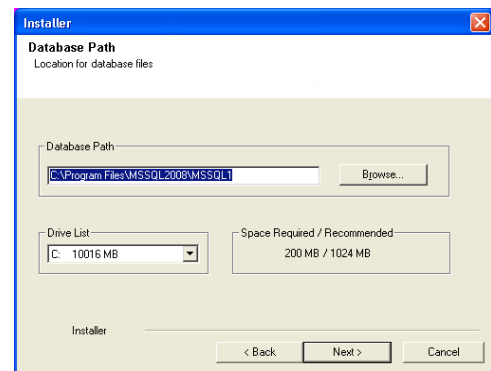 Installer
Database Path
Location for database files
Database Path
C:\Program Files\MSSQL2008\MSSQL1
Browse...
Drive List
C: 10016 MB
Space Required / Recommended
200 MB / 1024 MB
Installer
< Back
Next >
Cancel